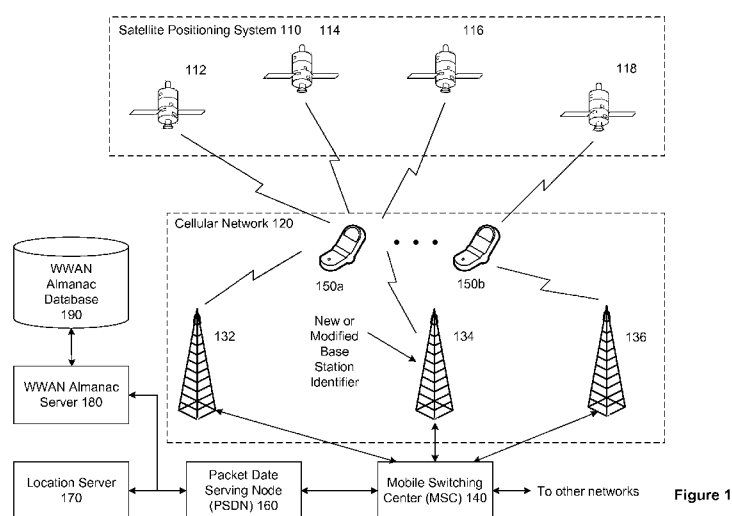 Satellite Positioning System 110
114
116
112
118
Cellular Network 120
150a
150b
WWAN
Almanac
Database
190
132
New or
Modified
Base
Station
Identifier
134
136
WWAN Almanac
Server 180
Location Server
170
Packet Date
Serving Node
(PSDN) 160
Mobile Switching
Center (MSC) 140
To other networks
Figure 1